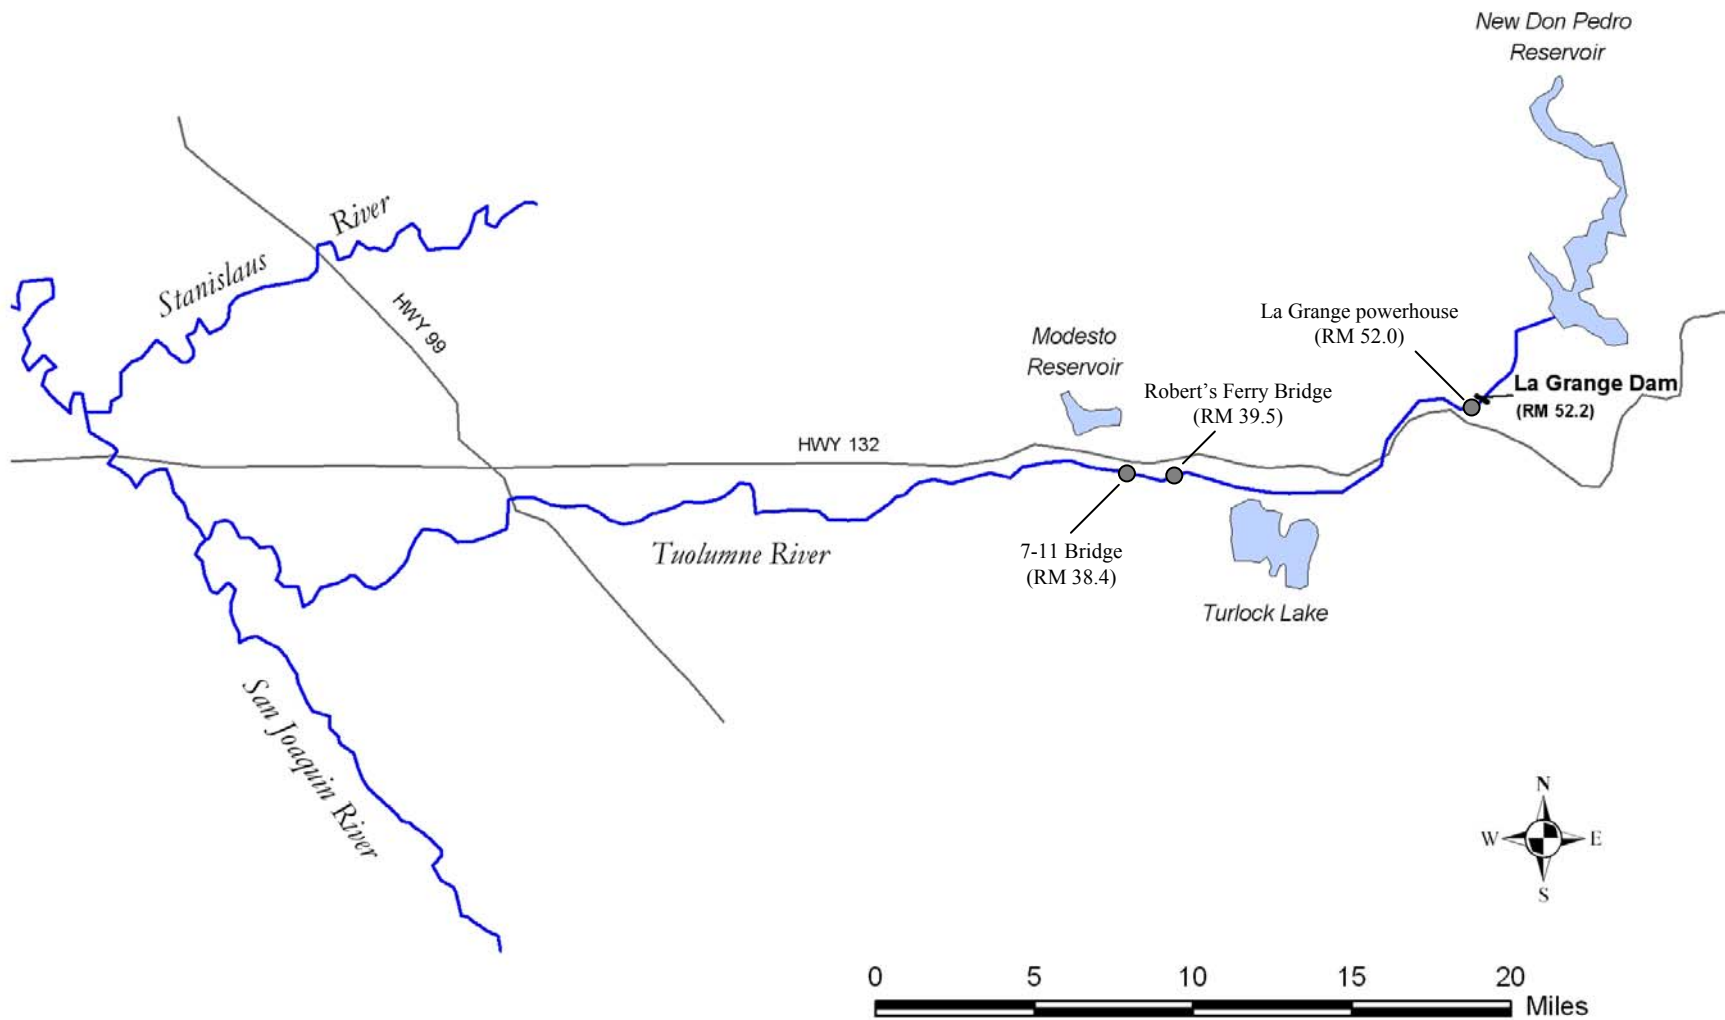 New Don Pedro
Reservoir
River
Stanislaus
HWY 99
La Grange powerhouse
(RM 52.0)
Modesto
Reservoir
Robert's Ferry Bridge
(RM 39.5)
La Grange Dam
(RM 52.2)
HWY 132
Tuolumne River
7-11 Bridge
(RM 38.4)
Turlock Lake
San Joaquin River
N
W
E
S
0 5 10 15 20
Miles